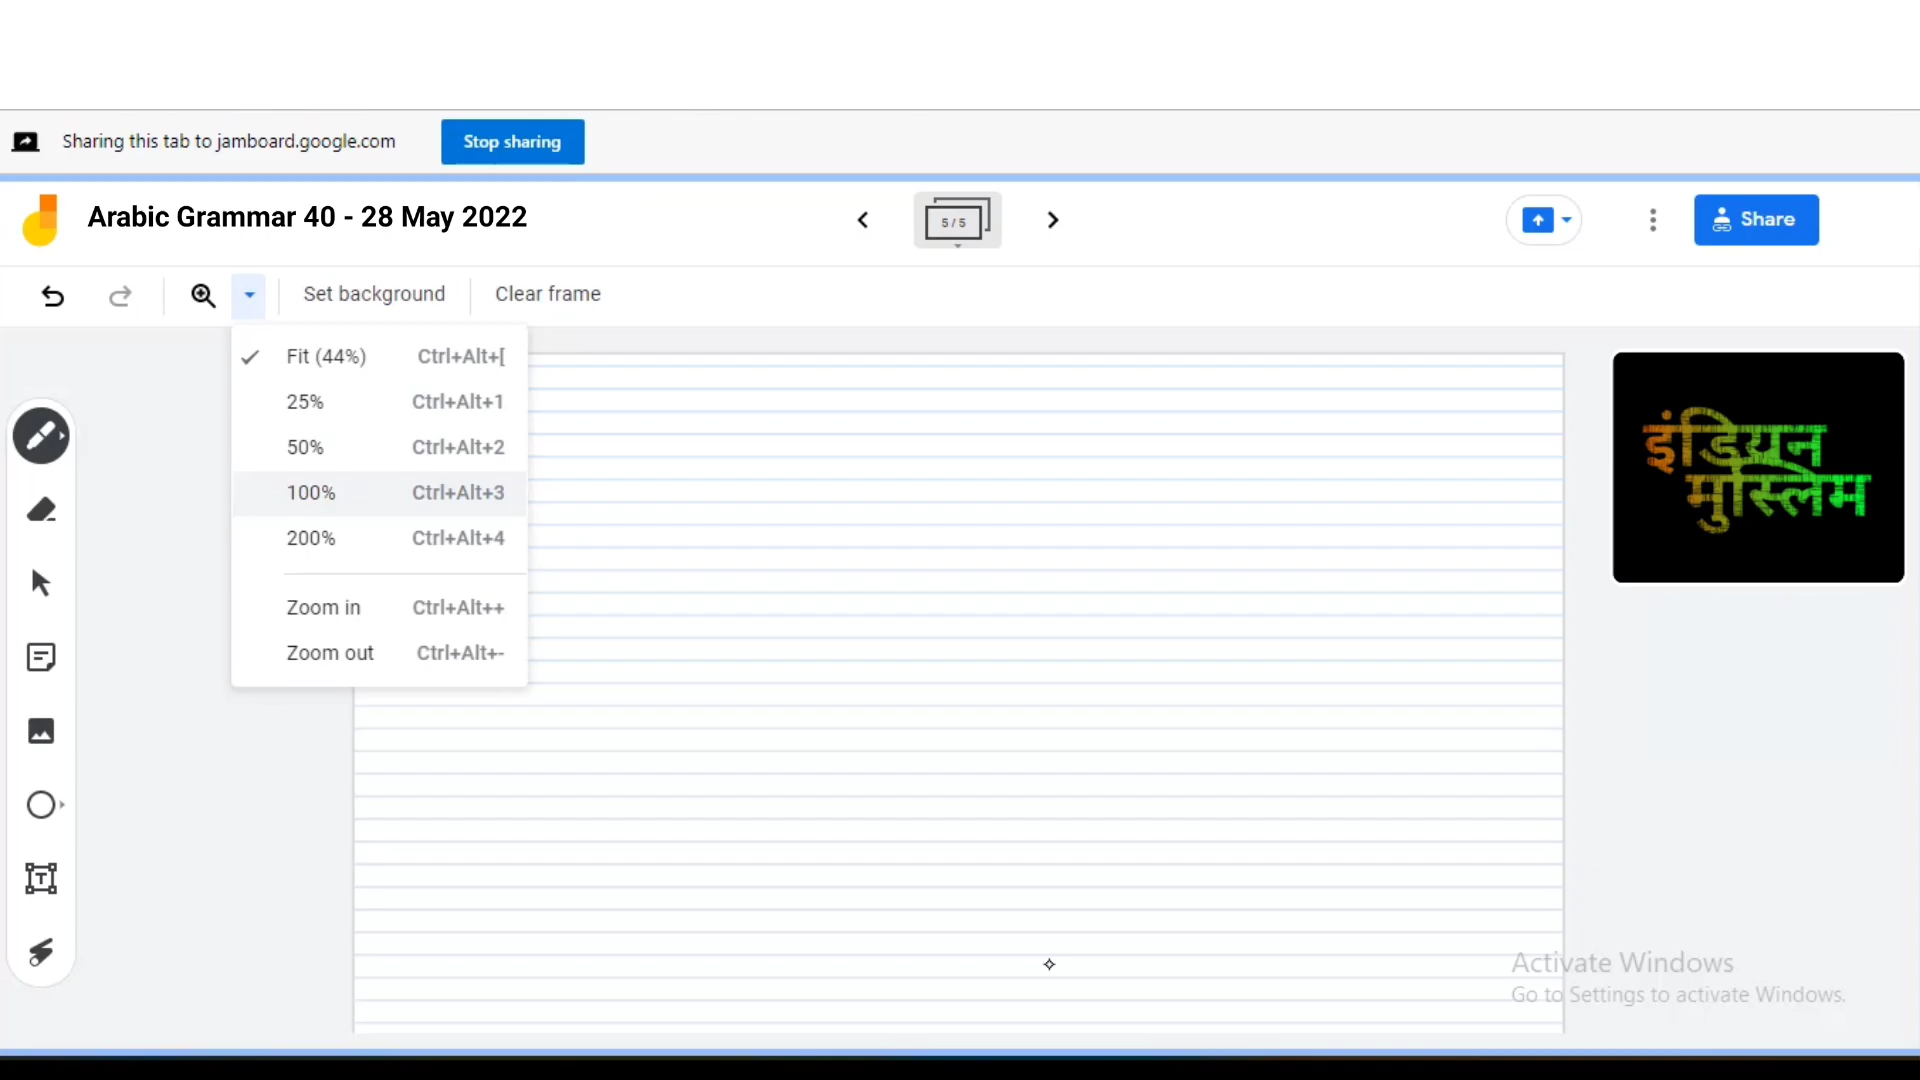 Sharing this tab to jamboard.google.com Stop sharing
Arabic Grammar 40 - 28 May 2022
5 / 5
Share
Set background
Clear frame
Fit (44%) Ctrl+Alt+[
25% Ctrl+Alt+1
50% Ctrl+Alt+2
100% Ctrl+Alt+3
200% Ctrl+Alt+4
Zoom in Ctrl+Alt++
Zoom out Ctrl+Alt+-
इंडियन
मुस्लिम
Activate Windows
Go to Settings to activate Windows.